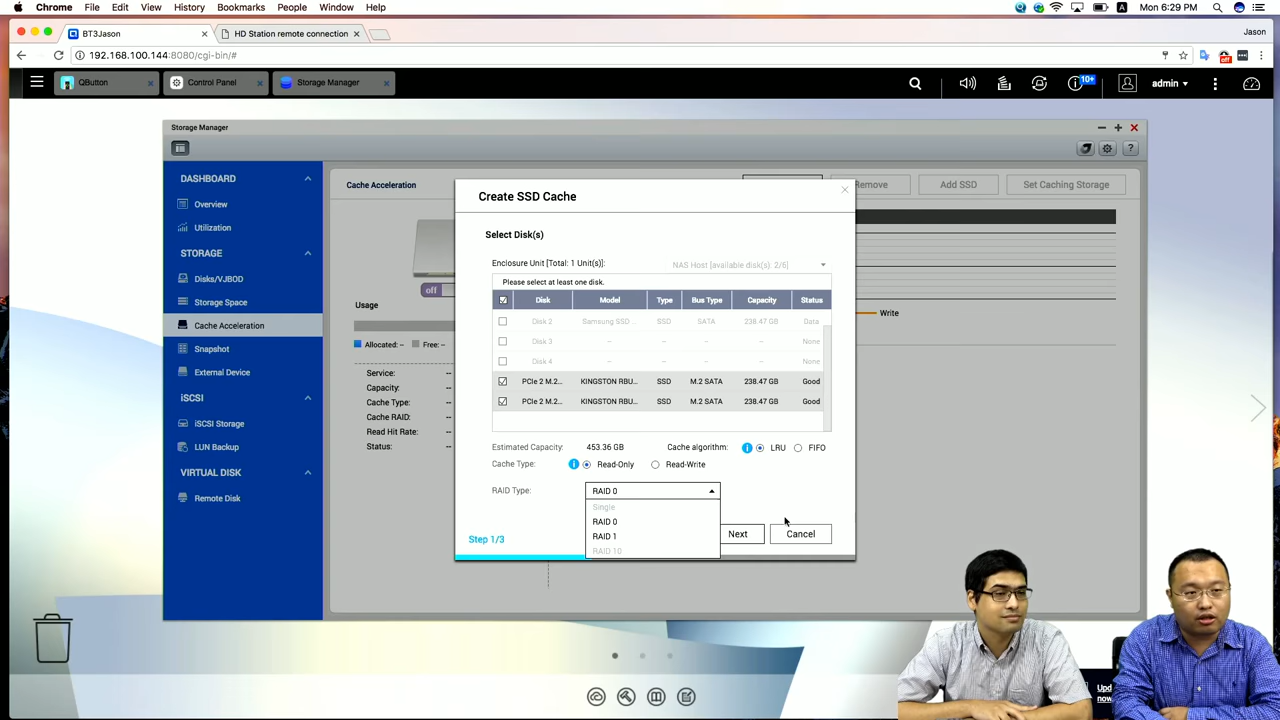 Chrome File Edit View History Bookmarks People Window Help Mon 6:29 PM
BT3Jason HD Station remote connection Jason
192.168.100.144:8080/cgi-bin/#
QButton Control Panel Storage Manager 10+ admin
Storage Manager
DASHBOARD
Overview
Utilization
STORAGE
Disks/VJBOD
Storage Space
Cache Acceleration
Snapshot
External Device
iSCSI
iSCSI Storage
LUN Backup
VIRTUAL DISK
Remote Disk
Cache Acceleration Remove Add SSD Set Caching Storage
off
Usage
Allocated: -- Free: --
Write
Service: --
Capacity: --
Cache Type: --
Cache RAID: --
Read Hit Rate: --
Status: --
Create SSD Cache
Select Disk(s)
Enclosure Unit [Total: 1 Unit(s)]: NAS Host [available disk(s): 2/6]
Please select at least one disk.
Disk Model Type Bus Type Capacity Status
Disk 2 Samsung SSD ... SSD SATA 238.47 GB Data
Disk 3 -- -- -- -- None
Disk 4 -- -- -- -- None
PCIe 2 M.2... KINGSTON RBU... SSD M.2 SATA 238.47 GB Good
PCIe 2 M.2... KINGSTON RBU... SSD M.2 SATA 238.47 GB Good
Estimated Capacity: 453.36 GB Cache algorithm: LRU FIFO
Cache Type: Read-Only Read-Write
RAID Type: RAID 0
Single
RAID 0
RAID 1
RAID 10
Step 1/3 Next Cancel
Upd
now